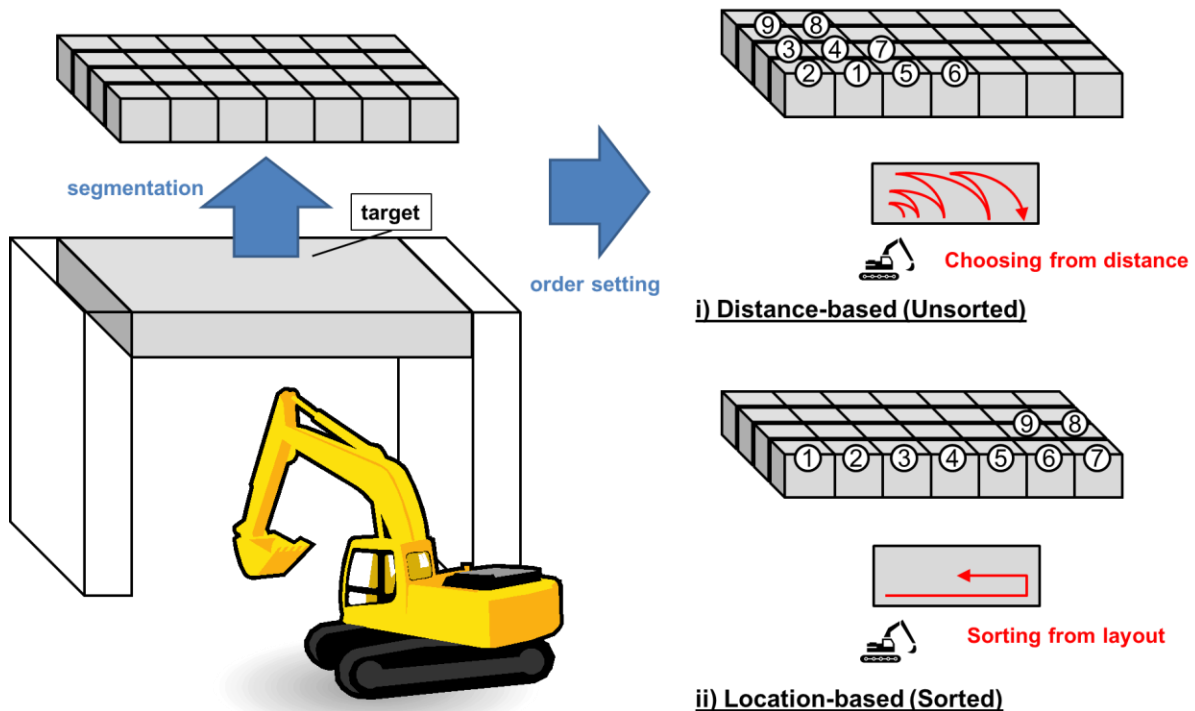 segmentation
target
order setting
⑨ ⑧
③ ④ ⑦
② ① ⑤ ⑥
Choosing from distance
i) Distance-based (Unsorted)
⑨ ⑧
① ② ③ ④ ⑤ ⑥ ⑦
Sorting from layout
ii) Location-based (Sorted)